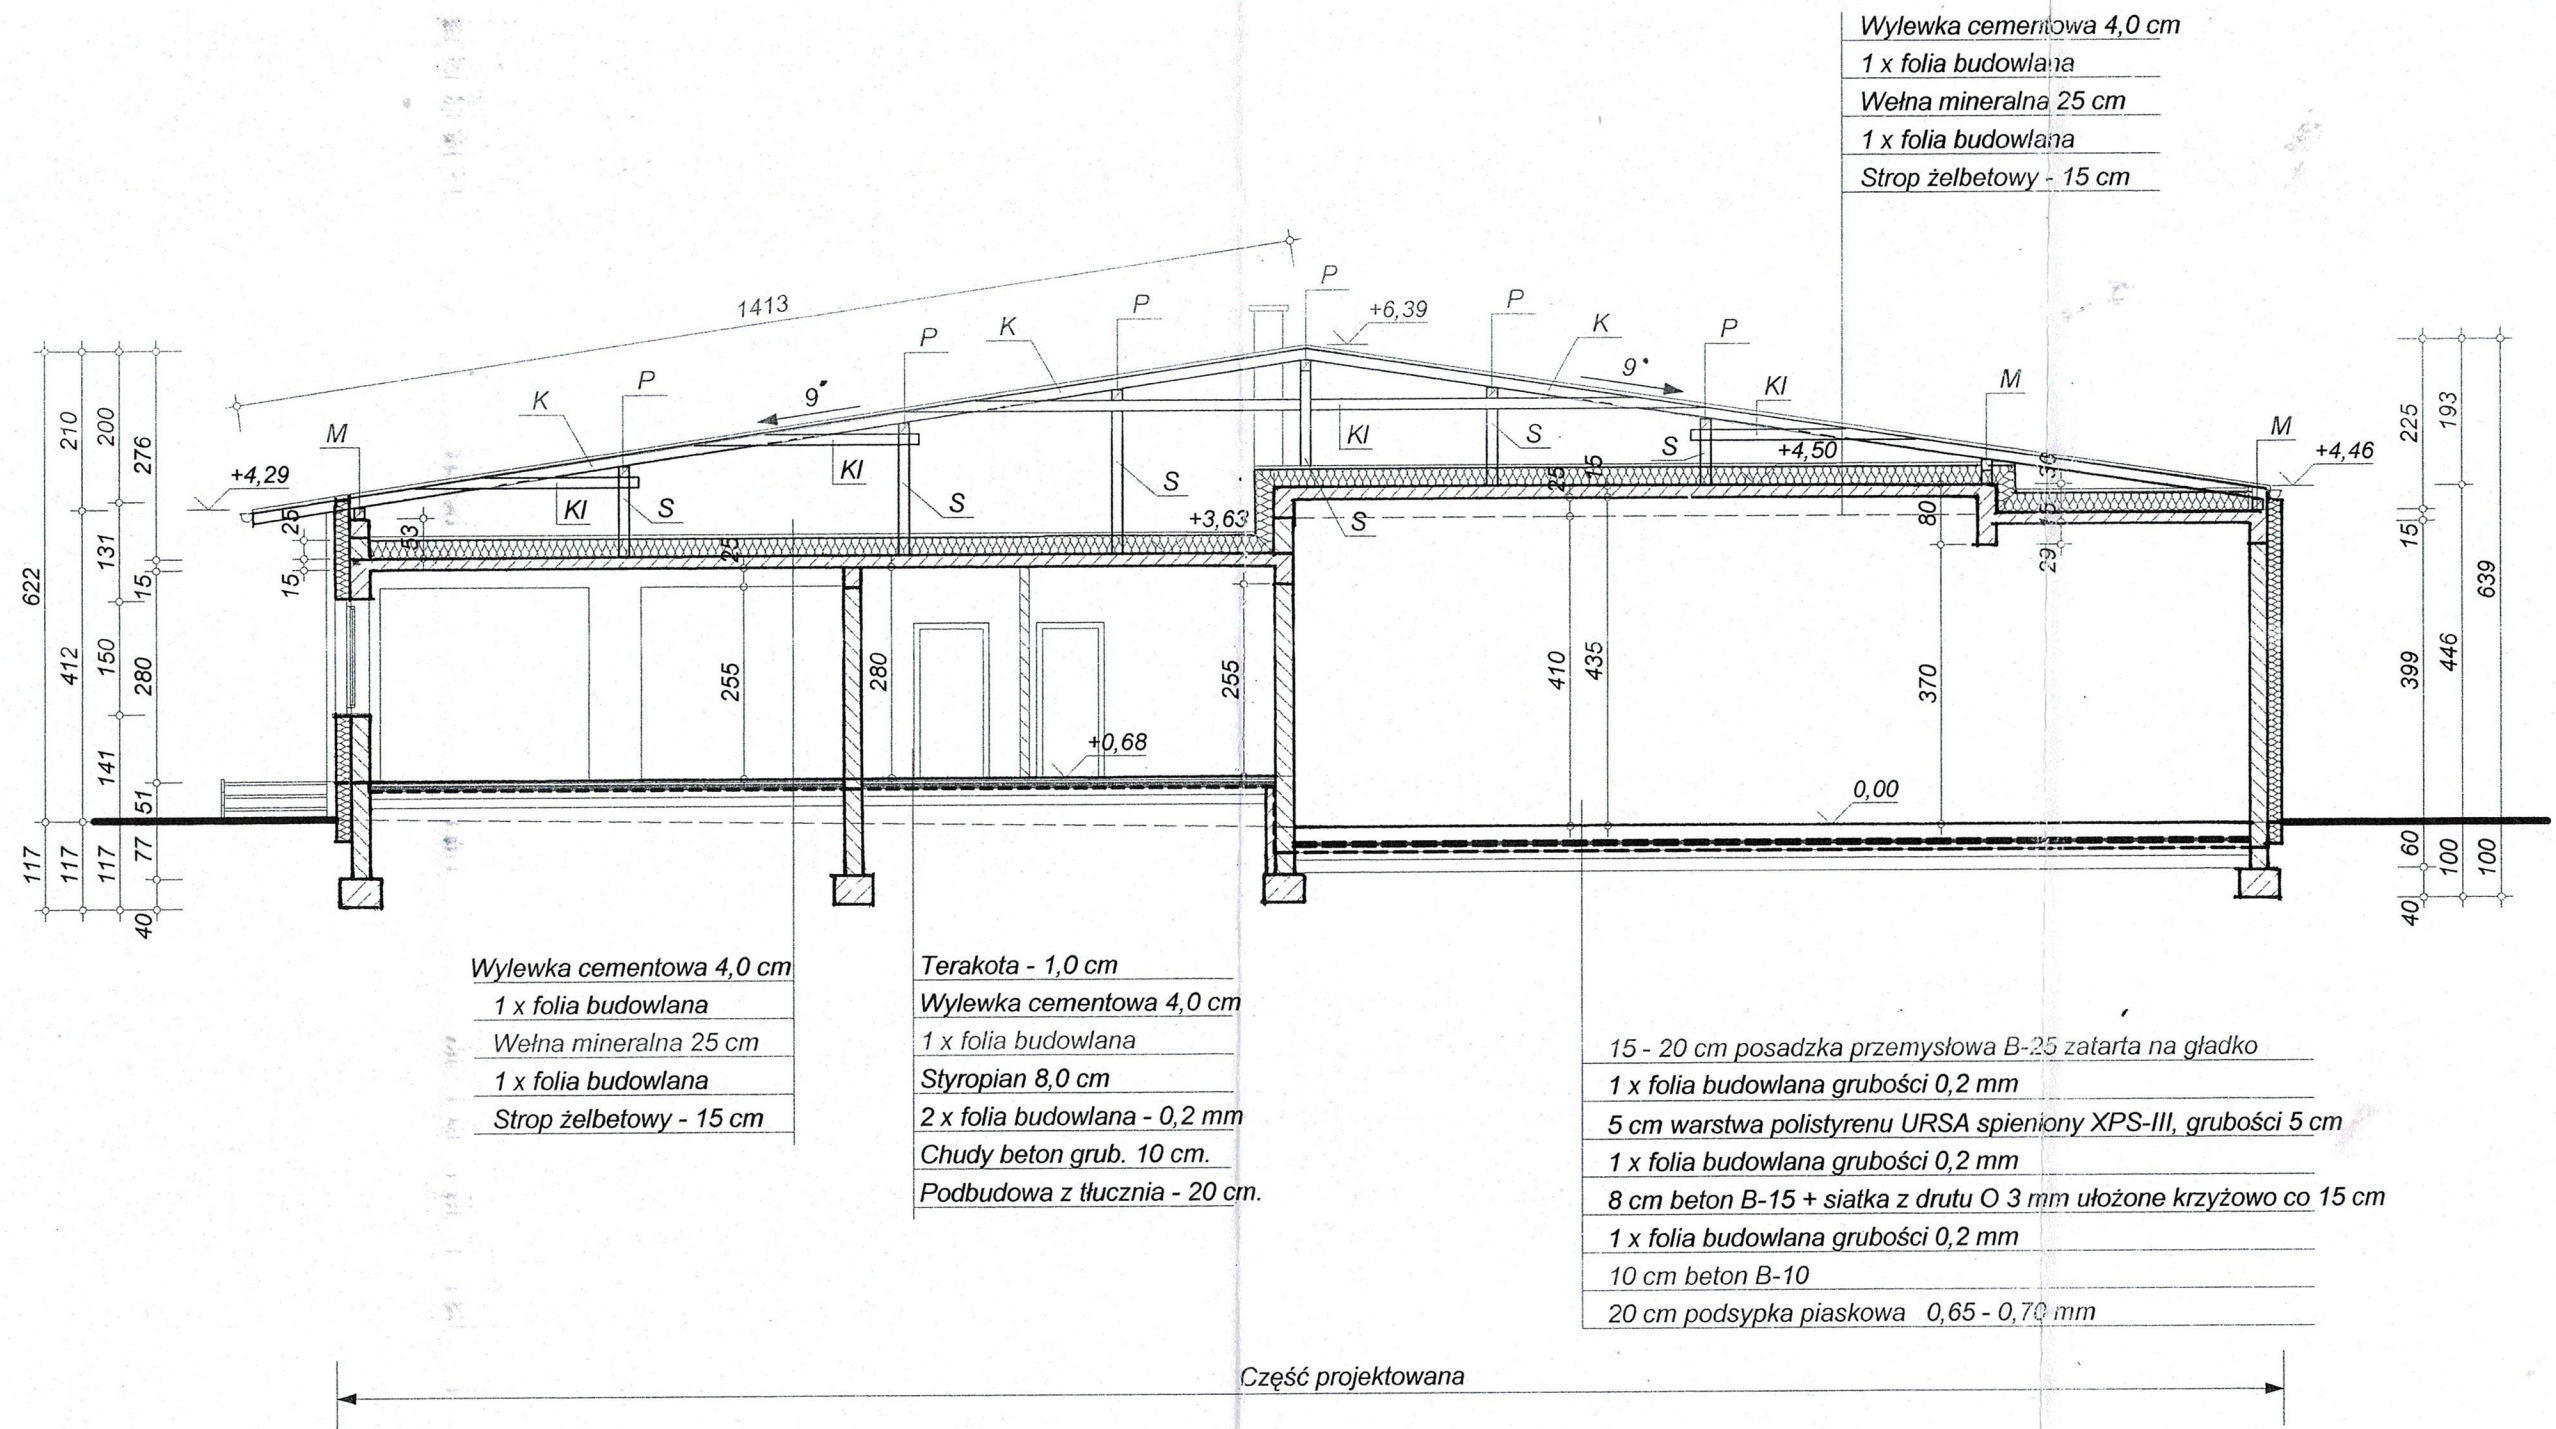 Wylewka cementowa 4,0 cm
1 x folia budowlana
Wełna mineralna 25 cm
1 x folia budowlana
Strop żelbetowy - 15 cm
1413
P
+6,39
P
P
K
K
P
P
9°
9°
K
P
M
KI
M
M
+4,29
+4,46
KI
KI
KI
S
S
S
S
S
S
+4,50
+3,63
25
15
53
25
25
15
80
30
15
29
622
210
412
200
131
150
141
276
15
280
51
117
117
117
77
40
255
280
255
410
435
370
+0,68
0,00
225
15
399
60
40
193
446
100
639
100
Wylewka cementowa 4,0 cm
1 x folia budowlana
Wełna mineralna 25 cm
1 x folia budowlana
Strop żelbetowy - 15 cm
Terakota - 1,0 cm
Wylewka cementowa 4,0 cm
1 x folia budowlana
Styropian 8,0 cm
2 x folia budowlana - 0,2 mm
Chudy beton grub. 10 cm.
Podbudowa z tłucznia - 20 cm.
15 - 20 cm posadzka przemysłowa B-25 zatarta na gładko
1 x folia budowlana grubości 0,2 mm
5 cm warstwa polistyrenu URSA spieniony XPS-III, grubości 5 cm
1 x folia budowlana grubości 0,2 mm
8 cm beton B-15 + siatka z drutu O 3 mm ułożone krzyżowo co 15 cm
1 x folia budowlana grubości 0,2 mm
10 cm beton B-10
20 cm podsypka piaskowa 0,65 - 0,70 mm
Część projektowana